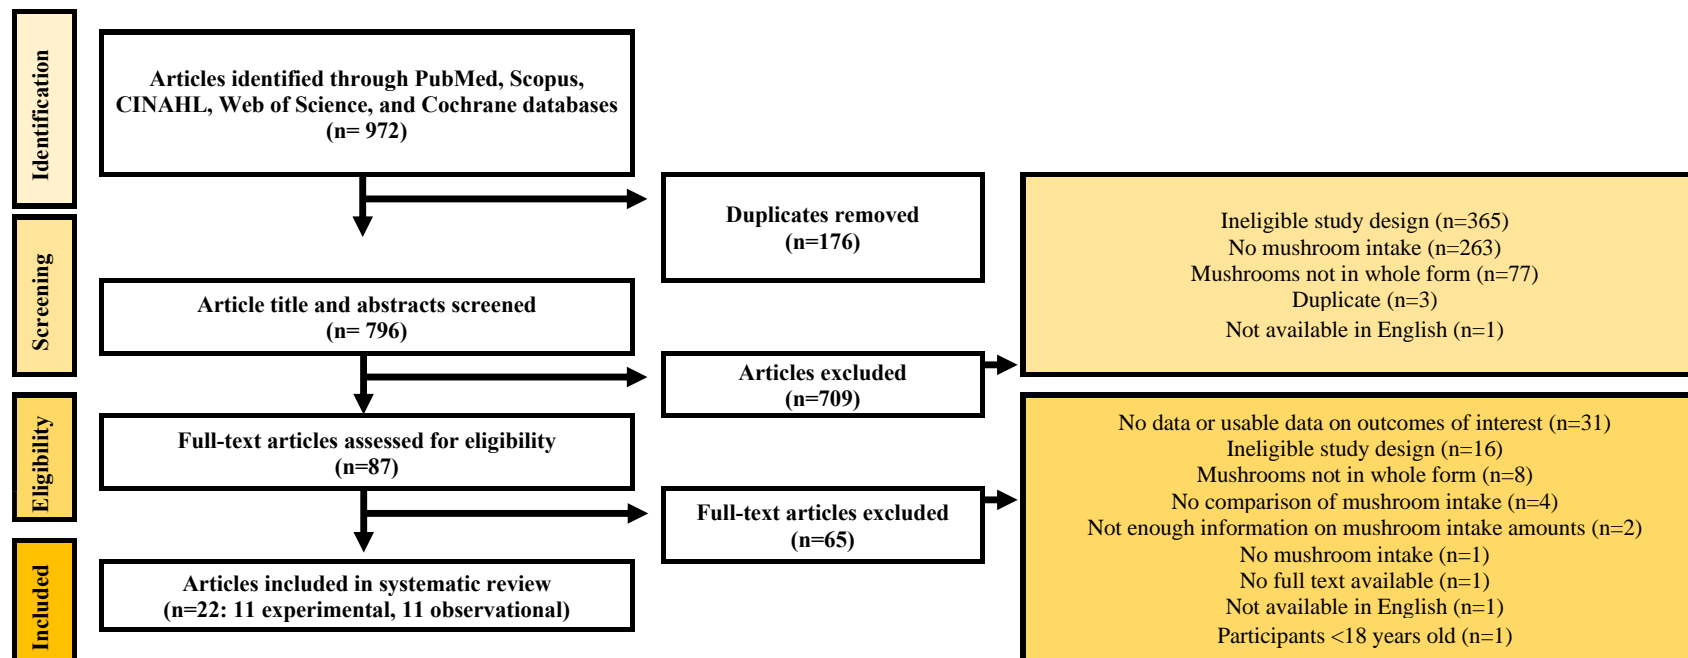 Identification
Articles identified through PubMed, Scopus,
CINAHL, Web of Science, and Cochrane databases
(n= 972)
Duplicates removed
(n=176)
Screening
Article title and abstracts screened
(n= 796)
Articles excluded
(n=709)
Ineligible study design (n=365)
No mushroom intake (n=263)
Mushrooms not in whole form (n=77)
Duplicate (n=3)
Not available in English (n=1)
Eligibility
Full-text articles assessed for eligibility
(n=87)
Full-text articles excluded
(n=65)
No data or usable data on outcomes of interest (n=31)
Ineligible study design (n=16)
Mushrooms not in whole form (n=8)
No comparison of mushroom intake (n=4)
Not enough information on mushroom intake amounts (n=2)
No mushroom intake (n=1)
No full text available (n=1)
Not available in English (n=1)
Participants <18 years old (n=1)
Included
Articles included in systematic review
(n=22: 11 experimental, 11 observational)